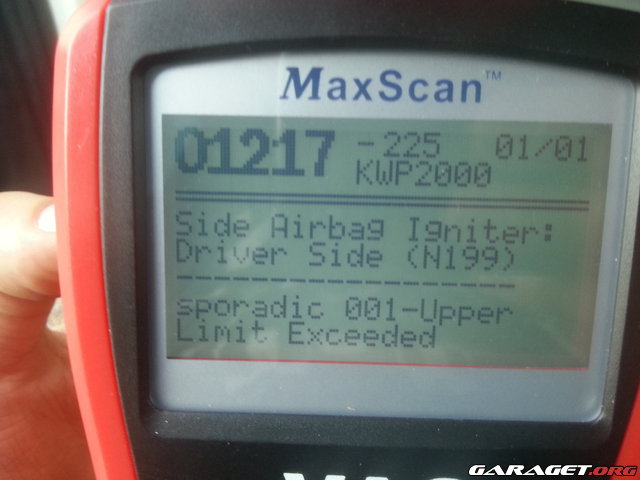 MaxScan™
01217 -225 01/01
KWP2000
Side Airbag Igniter:
Driver Side (N199)
sporadic 001-Upper
Limit Exceeded
GARAGET.ORG